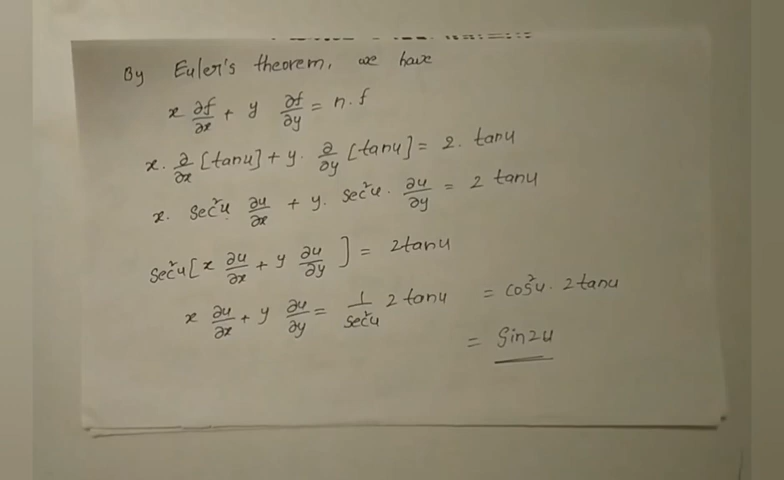 By Euler's theorem, we have
x ∂f/∂x + y ∂f/∂y = n.f
x. ∂/∂x [tanu] + y. ∂/∂y [tanu] = 2. tanu
x. sec²u ∂u/∂x + y. sec²u. ∂u/∂y = 2 tanu
sec²u [x ∂u/∂x + y ∂u/∂y] = 2tanu
x ∂u/∂x + y ∂u/∂y = 1/sec²u 2 tanu = cos²u. 2tanu
= Sin2u